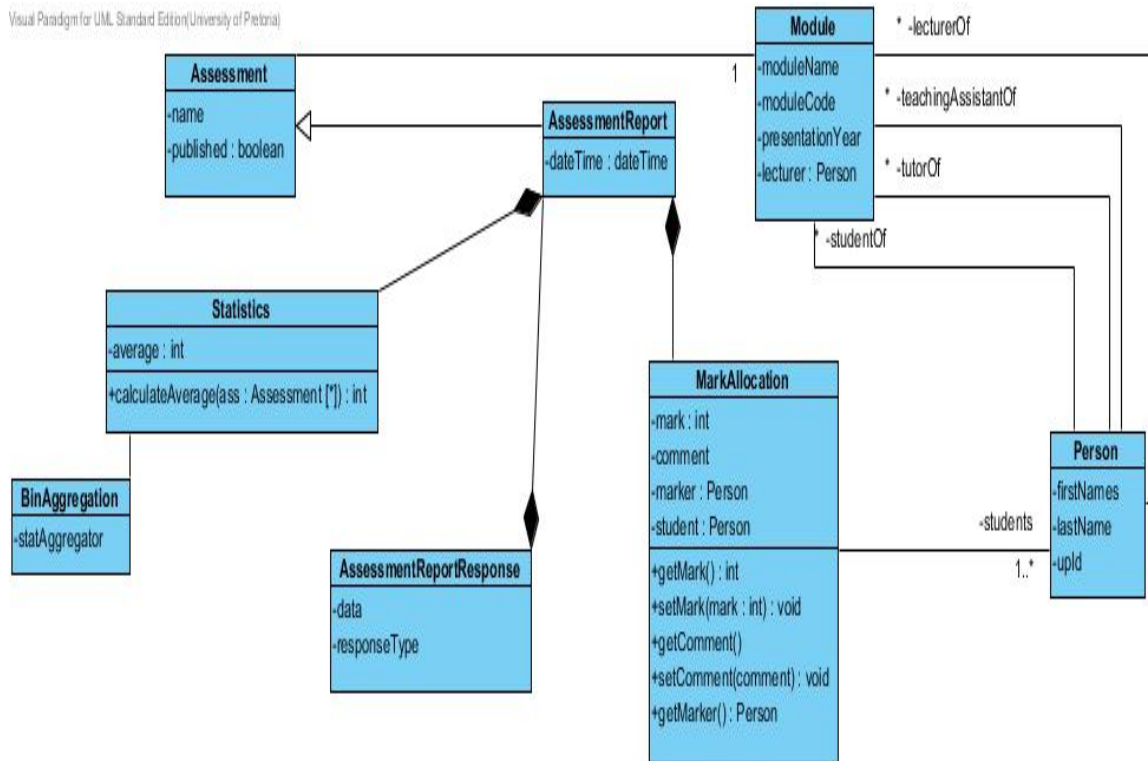 Visual Paradigm for UML Standard Edition(University of Pretoria)
Assessment
-name
-published : boolean
AssessmentReport
-dateTime : dateTime
Module
-moduleName
-moduleCode
-presentationYear
-lecturer : Person
1
* -lecturerOf
* -teachingAssistantOf
* -tutorOf
* -studentOf
Statistics
-average : int
+calculateAverage(ass : Assessment [*]) : int
BinAggregation
-statAggregator
AssessmentReportResponse
-data
-responseType
MarkAllocation
-mark : int
-comment
-marker : Person
-student : Person
+getMark() : int
+setMark(mark : int) : void
+getComment()
+setComment(comment) : void
+getMarker() : Person
-students
1..*
Person
-firstNames
-lastName
-upId